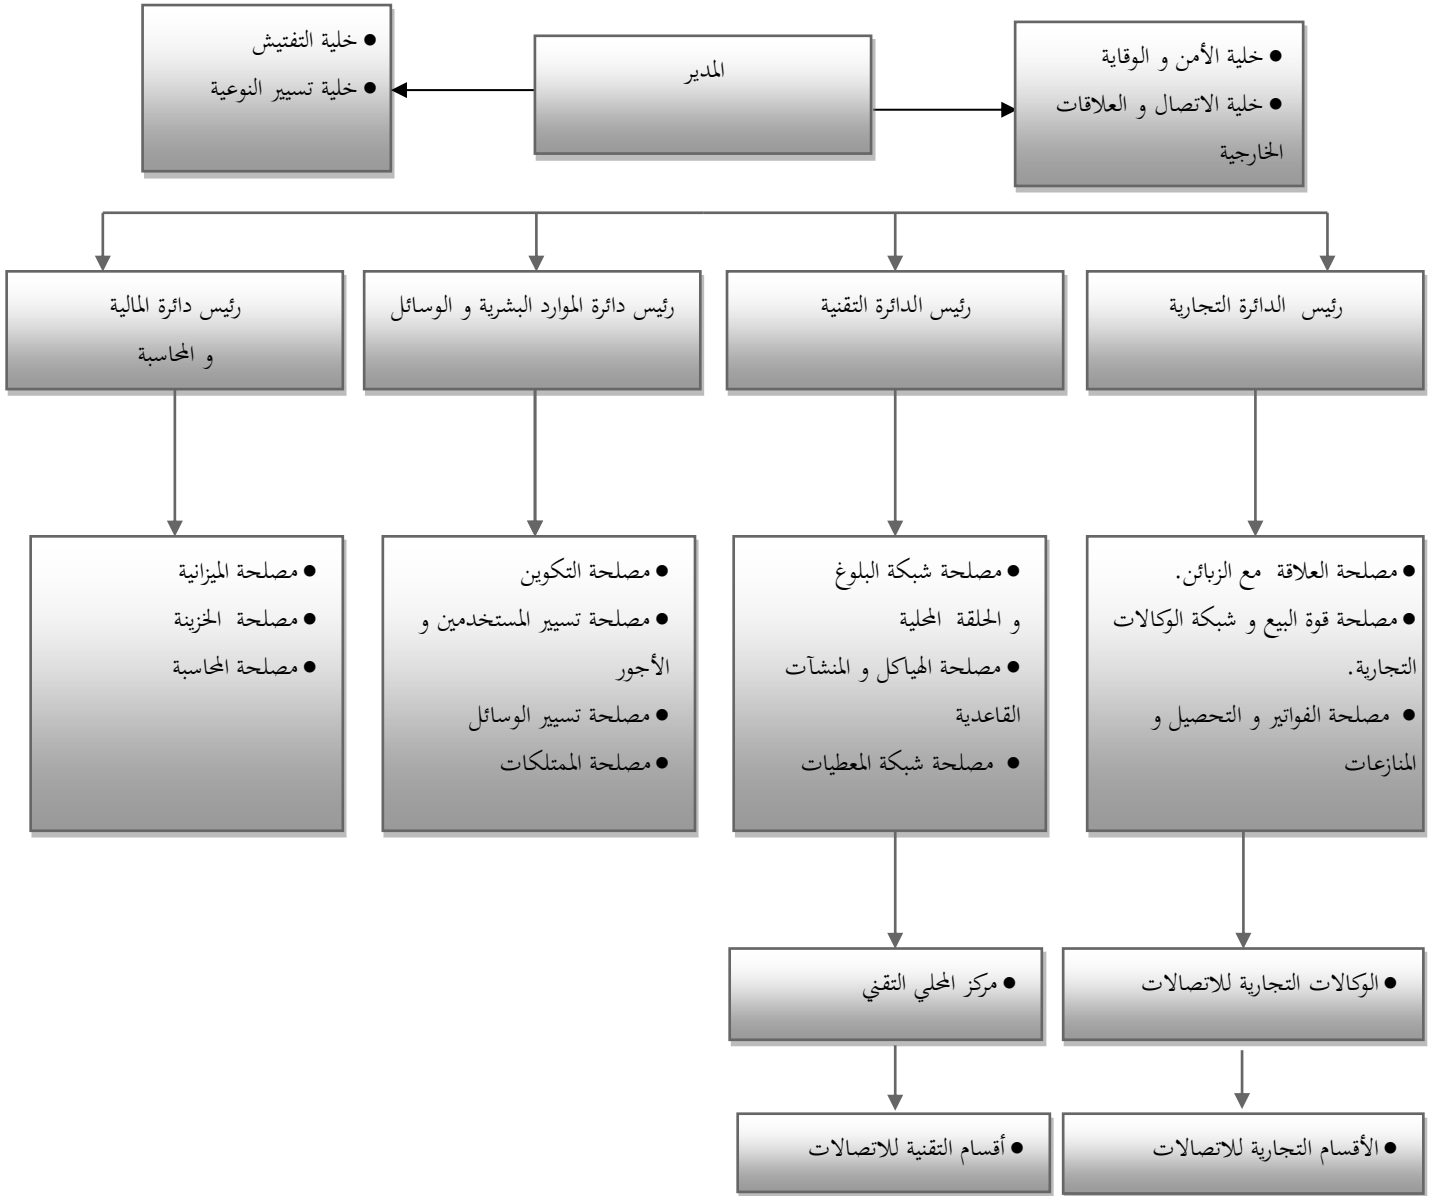 المدير
● خلية الأمن و الوقاية
● خلية الاتصال و العلاقات
الخارجية
● خلية التفتيش
● خلية تسيير النوعية
رئيس الدائرة التجارية
رئيس الدائرة التقنية
رئيس دائرة الموارد البشرية و الوسائل
رئيس دائرة المالية
و المحاسبة
● مصلحة العلاقة مع الزبائن.
● مصلحة قوة البيع و شبكة الوكالات
التجارية.
● مصلحة الفواتير و التحصيل و
المنازعات
● مصلحة شبكة البلوغ
و الحلقة المحلية
● مصلحة الهياكل و المنشآت
القاعدية
● مصلحة شبكة المعطيات
● مصلحة التكوين
● مصلحة تسيير المستخدمين و
الأجور
● مصلحة تسيير الوسائل
● مصلحة الممتلكات
● مصلحة الميزانية
● مصلحة الخزينة
● مصلحة المحاسبة
● الوكالات التجارية للاتصالات
● مركز المحلي التقني
● الأقسام التجارية للاتصالات
● أقسام التقنية للاتصالات